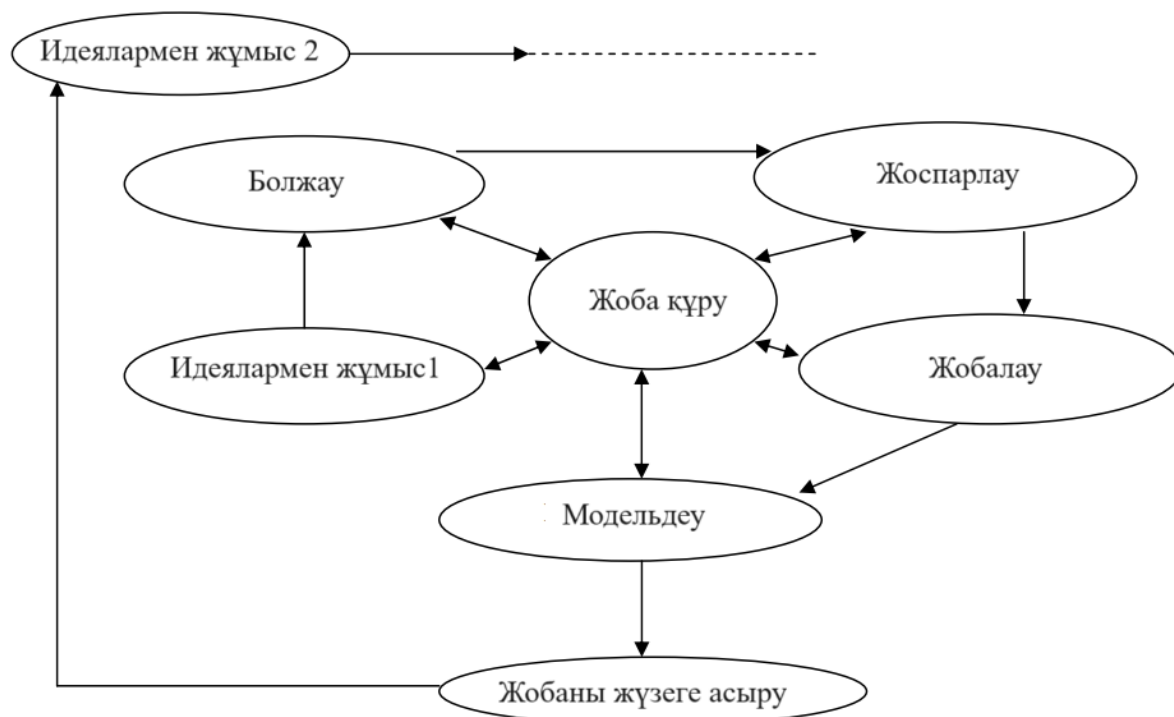 Идеялармен жұмыс 2
Болжау
Жоспарлау
Жоба құру
Идеялармен жұмыс1
Жобалау
Модельдеу
Жобаны жүзеге асыру